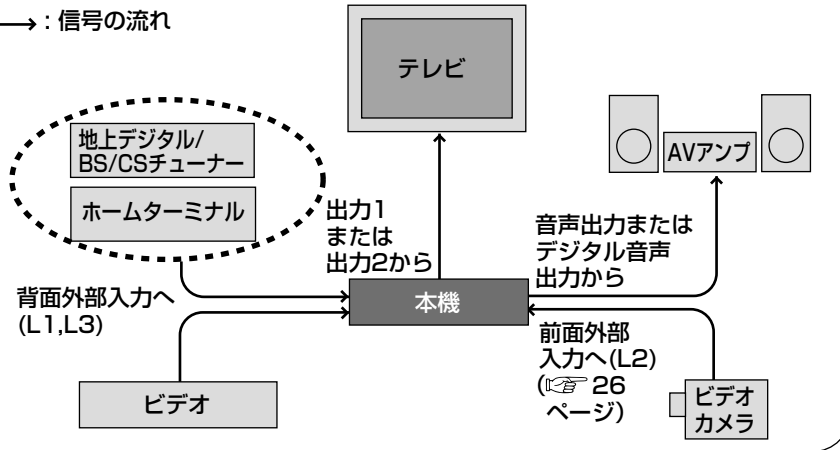 → : 信号の流れ
テレビ
地上デジタル/
BS/CSチューナー
ホームターミナル
AVアンプ
出力1
または
出力2から
音声出力または
デジタル音声
出力から
背面外部入力へ
(L1,L3)
本機
前面外部
入力へ(L2)
(☞ 26
ページ)
ビデオ
ビデオ
カメラ